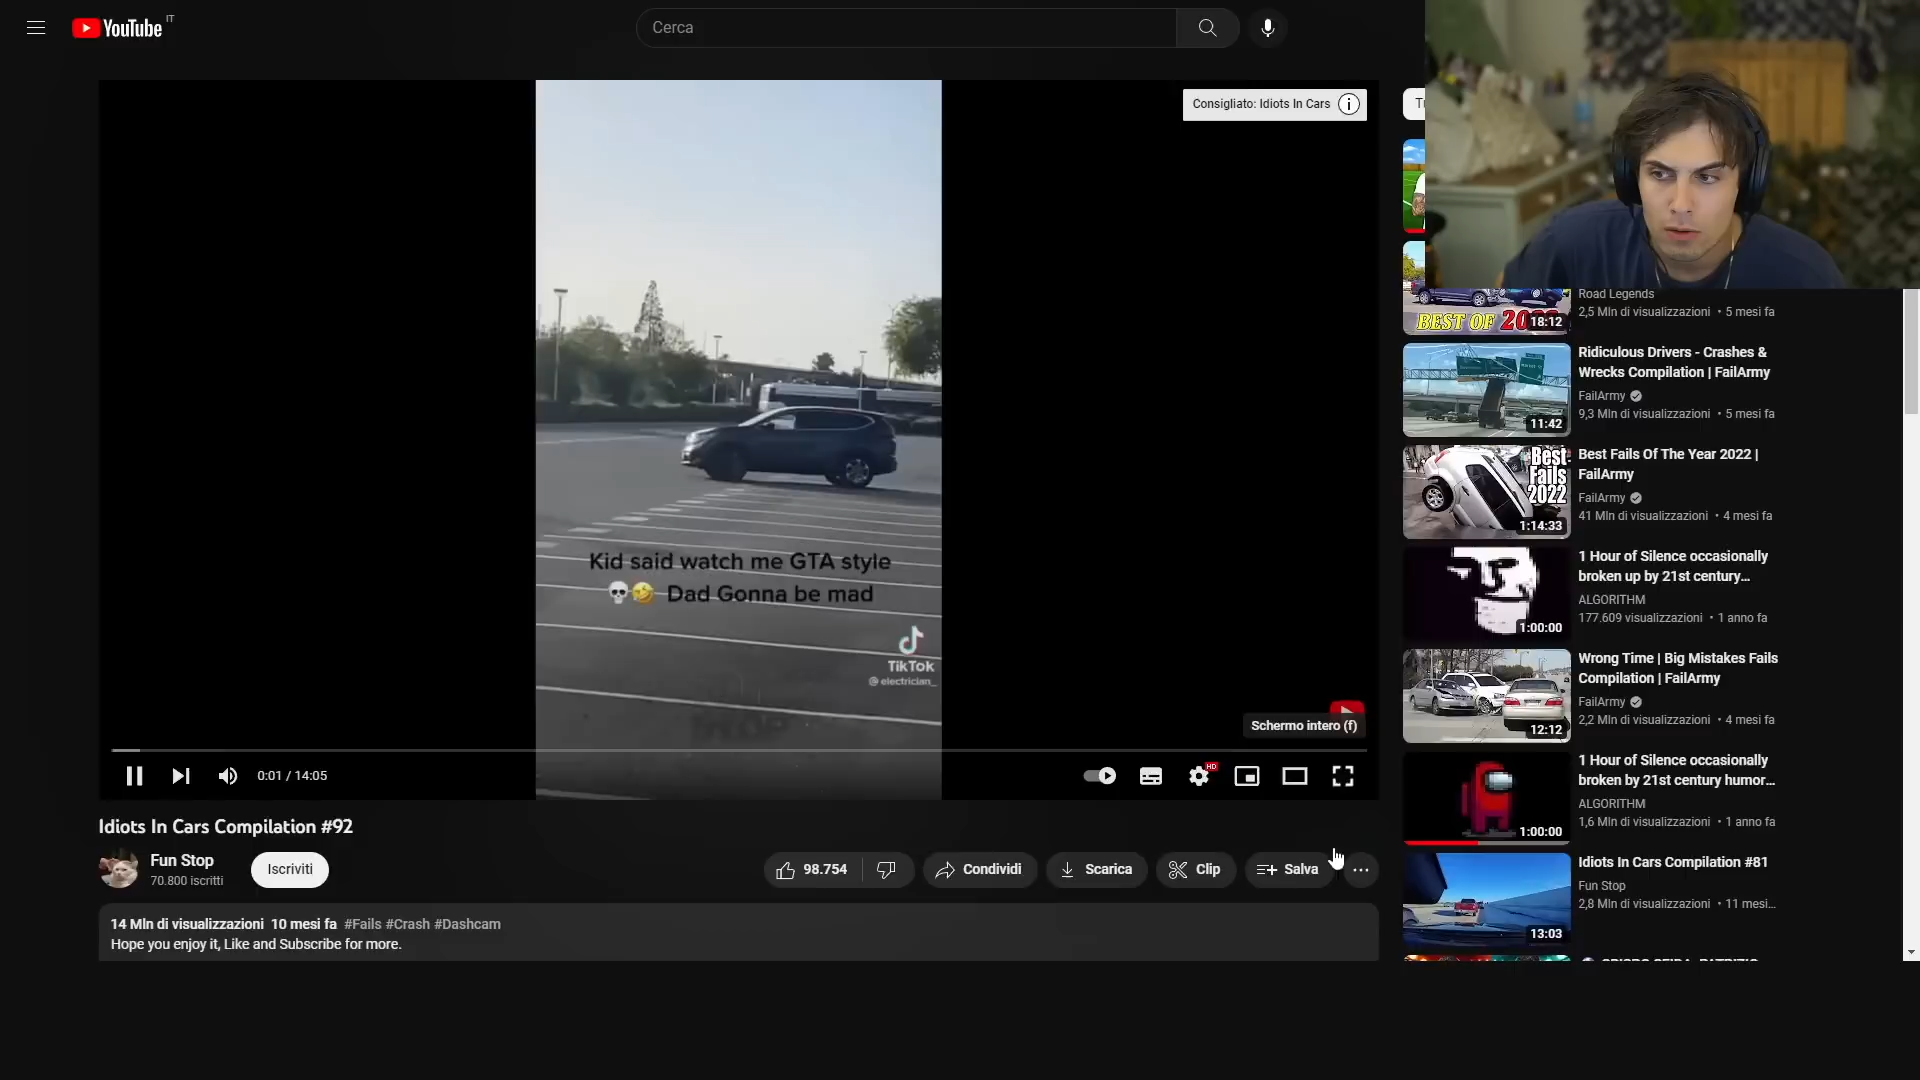 YouTube IT
Cerca
Consigliato: Idiots In Cars
Kid said watch me GTA style
💀🤣 Dad Gonna be mad
TikTok
@electrician_
Schermo intero (f)
0:01 / 14:05
HD
Idiots In Cars Compilation #92
Fun Stop
70.800 iscritti
Iscriviti
98.754
Condividi
Scarica
Clip
Salva
14 Mln di visualizzazioni 10 mesi fa #Fails #Crash #Dashcam
Hope you enjoy it, Like and Subscribe for more.
BEST OF
18:12
Road Legends
2,5 Mln di visualizzazioni • 5 mesi fa
11:42
Ridiculous Drivers - Crashes &
Wrecks Compilation | FailArmy
FailArmy
9,3 Mln di visualizzazioni • 5 mesi fa
Best
Fails
2022
1:14:33
Best Fails Of The Year 2022 |
FailArmy
FailArmy
41 Mln di visualizzazioni • 4 mesi fa
1:00:00
1 Hour of Silence occasionally
broken up by 21st century…
ALGORITHM
177.609 visualizzazioni • 1 anno fa
12:12
Wrong Time | Big Mistakes Fails
Compilation | FailArmy
FailArmy
2,2 Mln di visualizzazioni • 4 mesi fa
1:00:00
1 Hour of Silence occasionally
broken by 21st century humor…
ALGORITHM
1,6 Mln di visualizzazioni • 1 anno fa
13:03
Idiots In Cars Compilation #81
Fun Stop
2,8 Mln di visualizzazioni • 11 mesi…